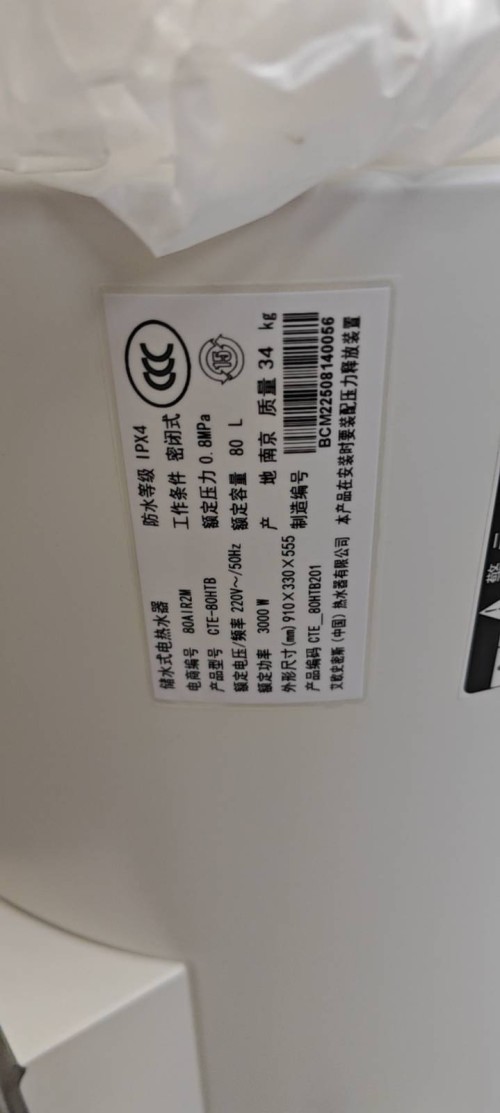 储水式电热水器
电商编号 80AIR2M
产品型号 CTE-80HTB
额定电压/频率 220V～/50Hz
额定功率 3000W
外形尺寸(mm) 910×330×555
产品编码 CTE_80HTB201
艾欧史密斯(中国)热水器有限公司
防水等级 IPX4
工作条件 密闭式
额定压力 0.8MPa
额定容量 80 L
产 地 南京 质量 34 kg
制造编号
BCM22508140056
本产品在安装时要装配压力释放装置
CCC
15
警